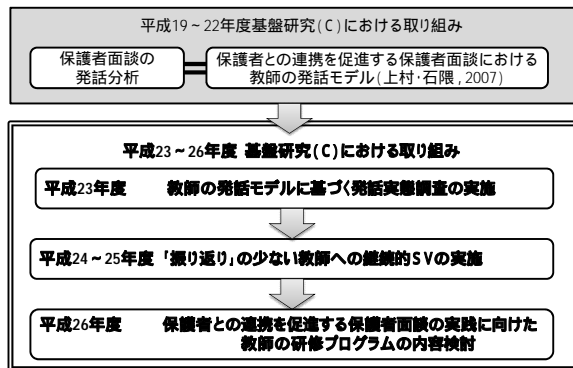 平成19～22年度基盤研究(C)における取り組み
保護者面談の
発話分析
保護者との連携を促進する保護者面談における
教師の発話モデル(上村・石隈,2007)
平成23～26年度 基盤研究(C)における取り組み
平成23年度 教師の発話モデルに基づく発話実態調査の実施
平成24～25年度「振り返り」の少ない教師への継続的SVの実施
平成26年度 保護者との連携を促進する保護者面談の実践に向けた
教師の研修プログラムの内容検討